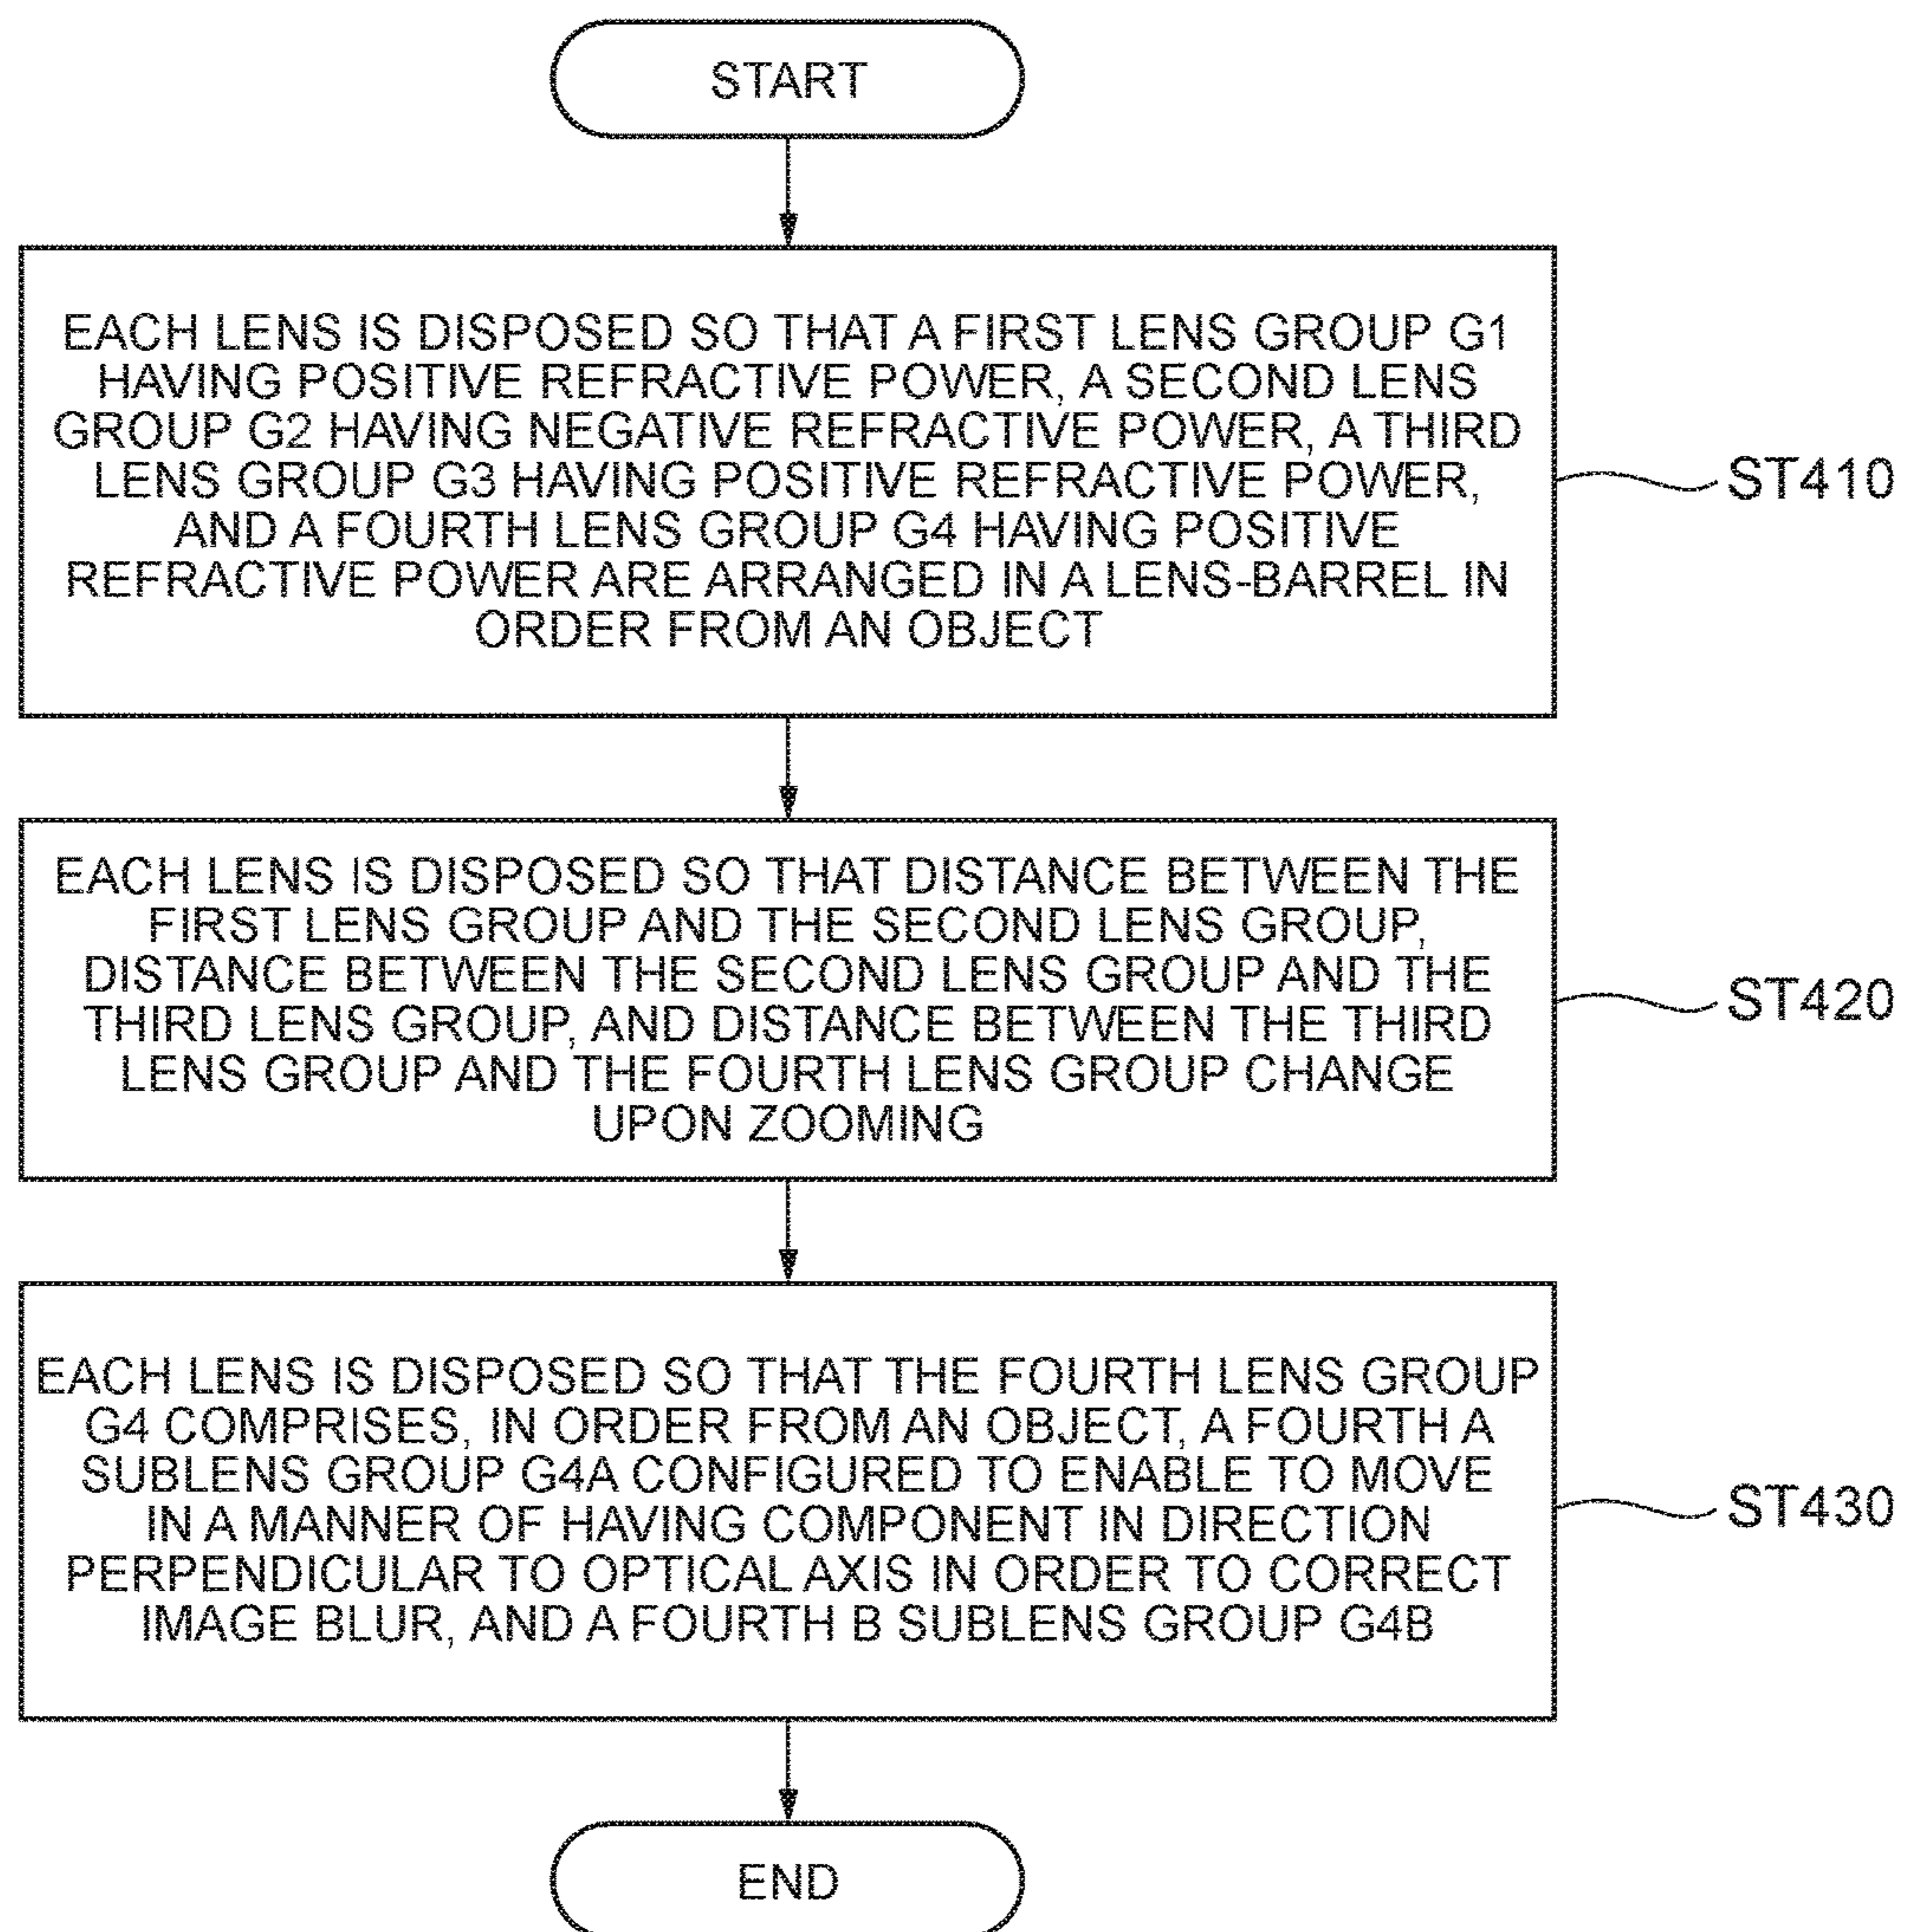 START
EACH LENS IS DISPOSED SO THAT A FIRST LENS GROUP G1
HAVING POSITIVE REFRACTIVE POWER, A SECOND LENS
GROUP G2 HAVING NEGATIVE REFRACTIVE POWER, A THIRD
LENS GROUP G3 HAVING POSITIVE REFRACTIVE POWER,
AND A FOURTH LENS GROUP G4 HAVING POSITIVE
REFRACTIVE POWER ARE ARRANGED IN A LENS-BARREL IN
ORDER FROM AN OBJECT
ST410
EACH LENS IS DISPOSED SO THAT DISTANCE BETWEEN THE
FIRST LENS GROUP AND THE SECOND LENS GROUP,
DISTANCE BETWEEN THE SECOND LENS GROUP AND THE
THIRD LENS GROUP, AND DISTANCE BETWEEN THE THIRD
LENS GROUP AND THE FOURTH LENS GROUP CHANGE
UPON ZOOMING
ST420
EACH LENS IS DISPOSED SO THAT THE FOURTH LENS GROUP
G4 COMPRISES, IN ORDER FROM AN OBJECT, A FOURTH A
SUBLENS GROUP G4A CONFIGURED TO ENABLE TO MOVE
IN A MANNER OF HAVING COMPONENT IN DIRECTION
PERPENDICULAR TO OPTICAL AXIS IN ORDER TO CORRECT
IMAGE BLUR, AND A FOURTH B SUBLENS GROUP G4B
ST430
END